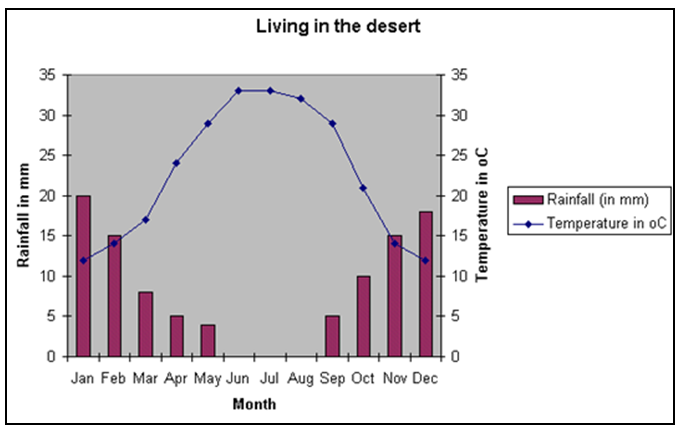 Living in the desert
35 35
30 30
25 25
20 20
15 15
10 10
5 5
0 0
Rainfall in mm
Temperature in oC
Jan Feb Mar Apr May Jun Jul Aug Sep Oct Nov Dec
Month
Rainfall (in mm)
Temperature in oC